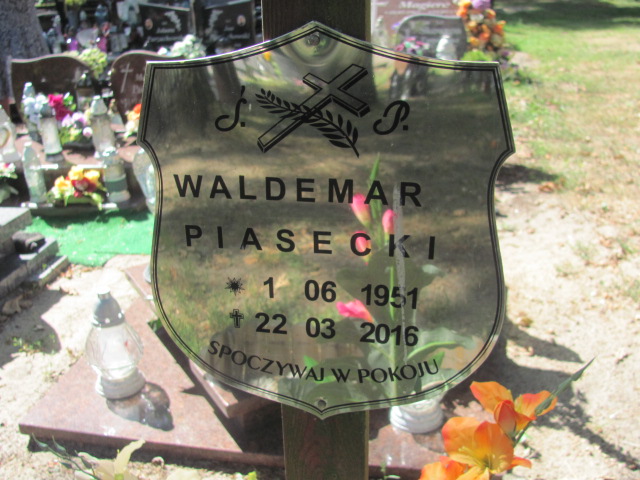 Ś. P.
WALDEMAR
PIASECKI
1 06 1951
22 03 2016
SPOCZYWAJ W POKOJU